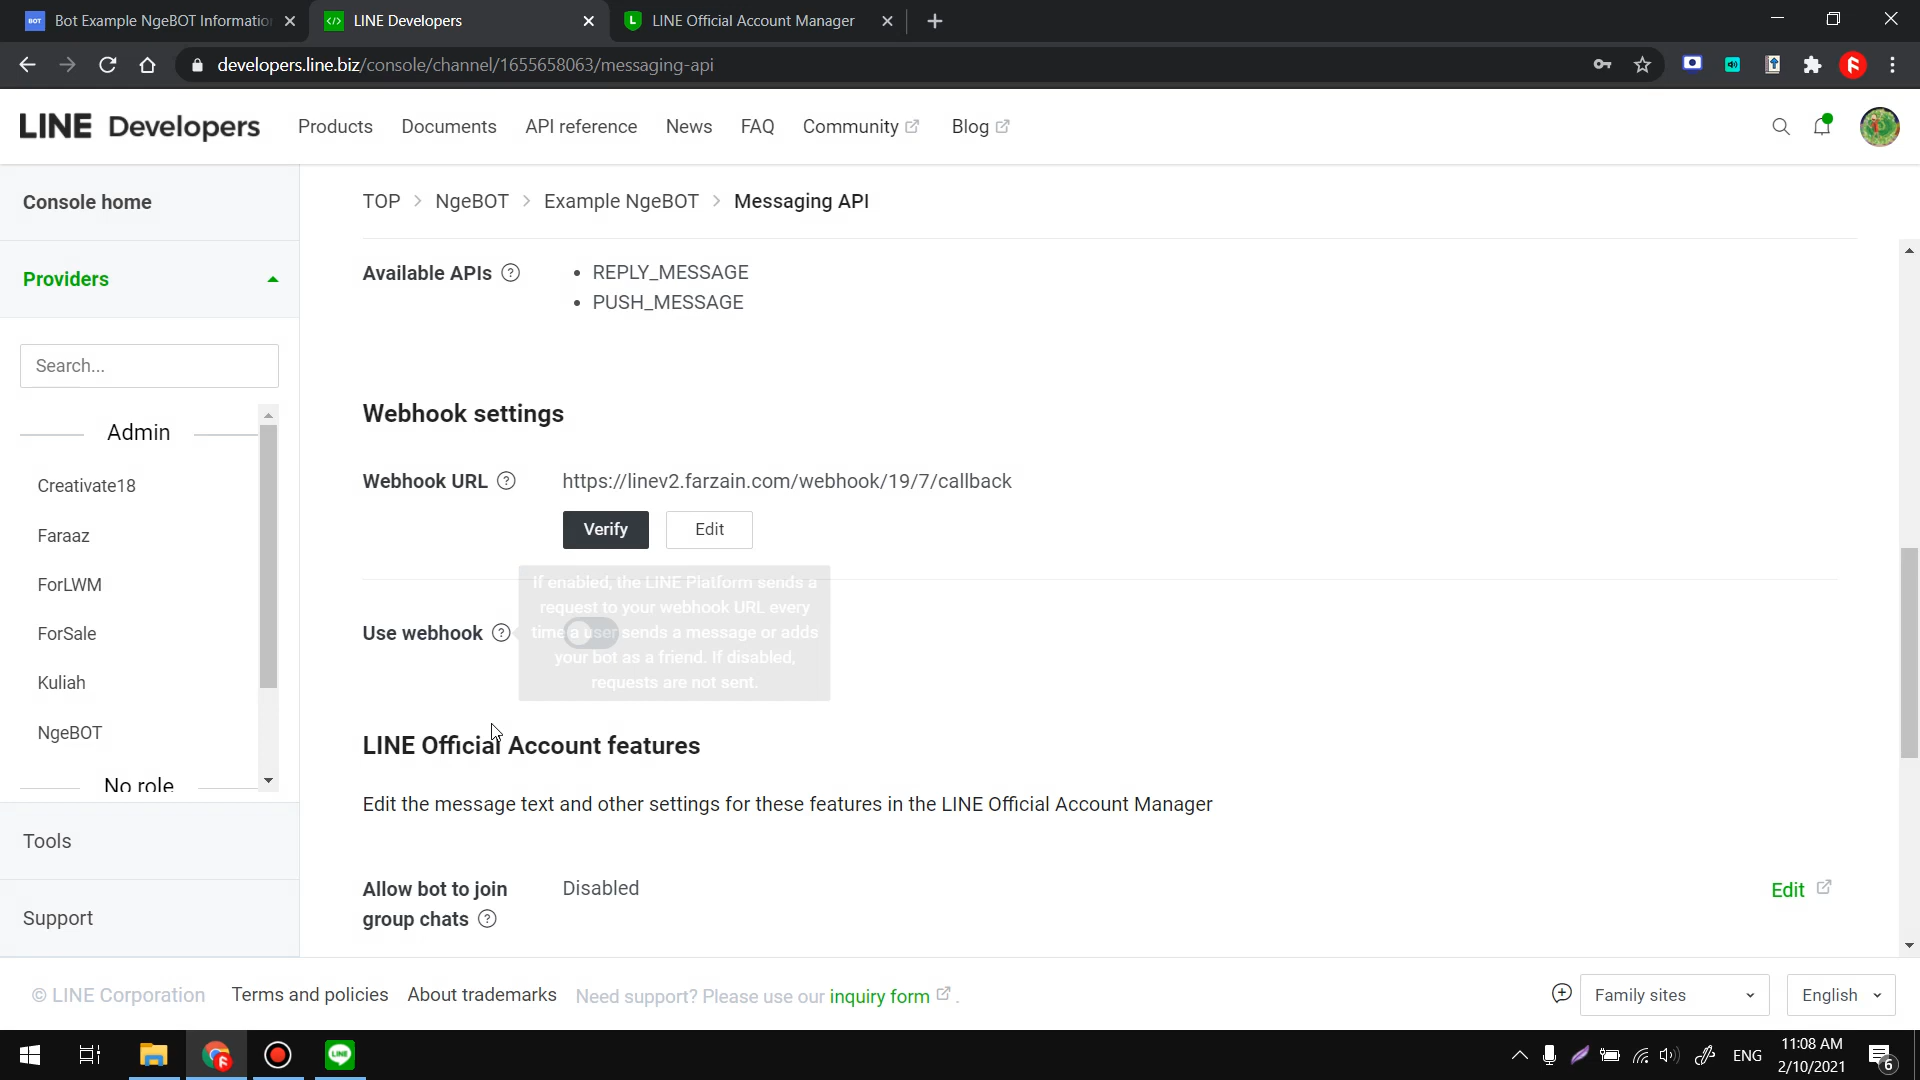 Bot Example NgeBOT Informatio
LINE Developers
LINE Official Account Manager
developers.line.biz/console/channel/1655658063/messaging-api
LINE Developers
Products
Documents
API reference
News
FAQ
Community
Blog
Console home
Providers
Search...
Admin
Creativate18
Faraaz
ForLWM
ForSale
Kuliah
NgeBOT
No role
Tools
Support
TOP > NgeBOT > Example NgeBOT > Messaging API
Available APIs ?
• REPLY_MESSAGE
• PUSH_MESSAGE
Webhook settings
Webhook URL ?
https://linev2.farzain.com/webhook/19/7/callback
Verify
Edit
Use webhook ?
If enabled, the LINE Platform sends a
request to your webhook URL every
time a user sends a message or adds
your bot as a friend. If disabled,
requests are not sent.
LINE Official Account features
Edit the message text and other settings for these features in the LINE Official Account Manager
Allow bot to join
group chats ?
Disabled
Edit
© LINE Corporation
Terms and policies
About trademarks
Need support? Please use our inquiry form .
Family sites
English
LINE
ENG
11:08 AM
2/10/2021
6